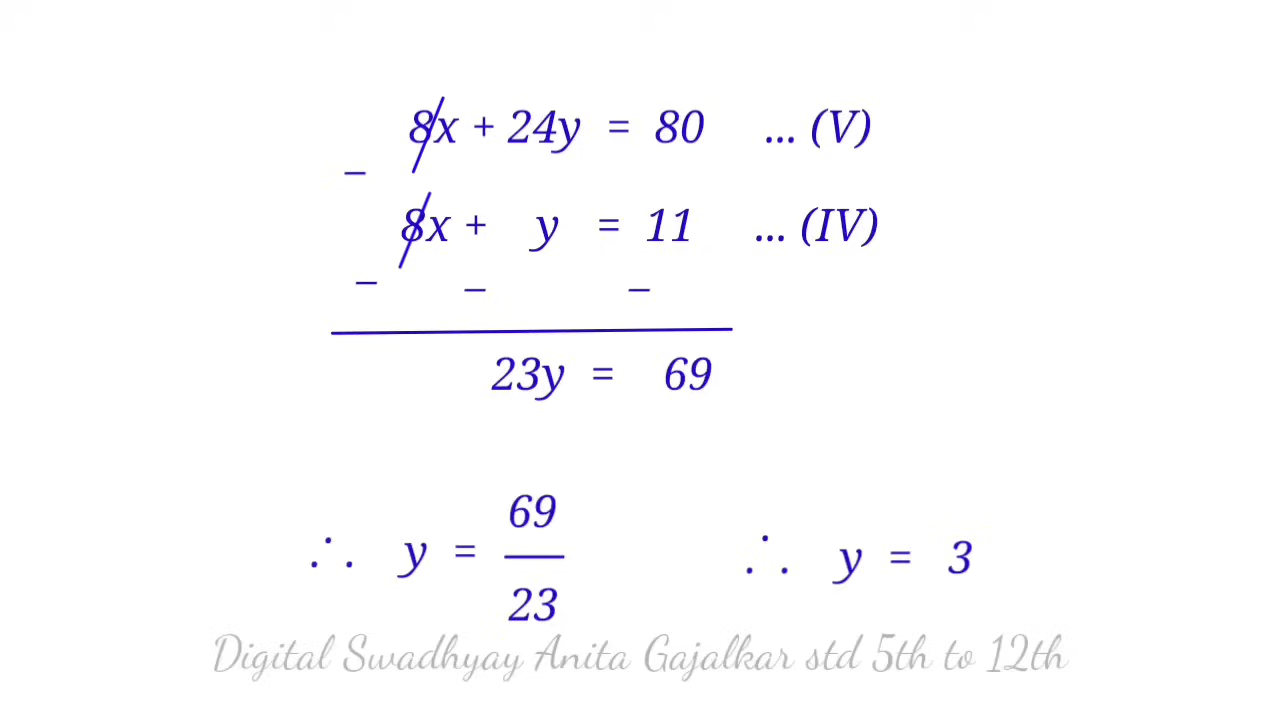 8x + 24y = 80 ... (V)
–
8x + y = 11 ... (IV)
– – –
23y = 69
∴ y = 69/23 ∴ y = 3
Digital Swadhyay Anita Gajalkar std 5th to 12th